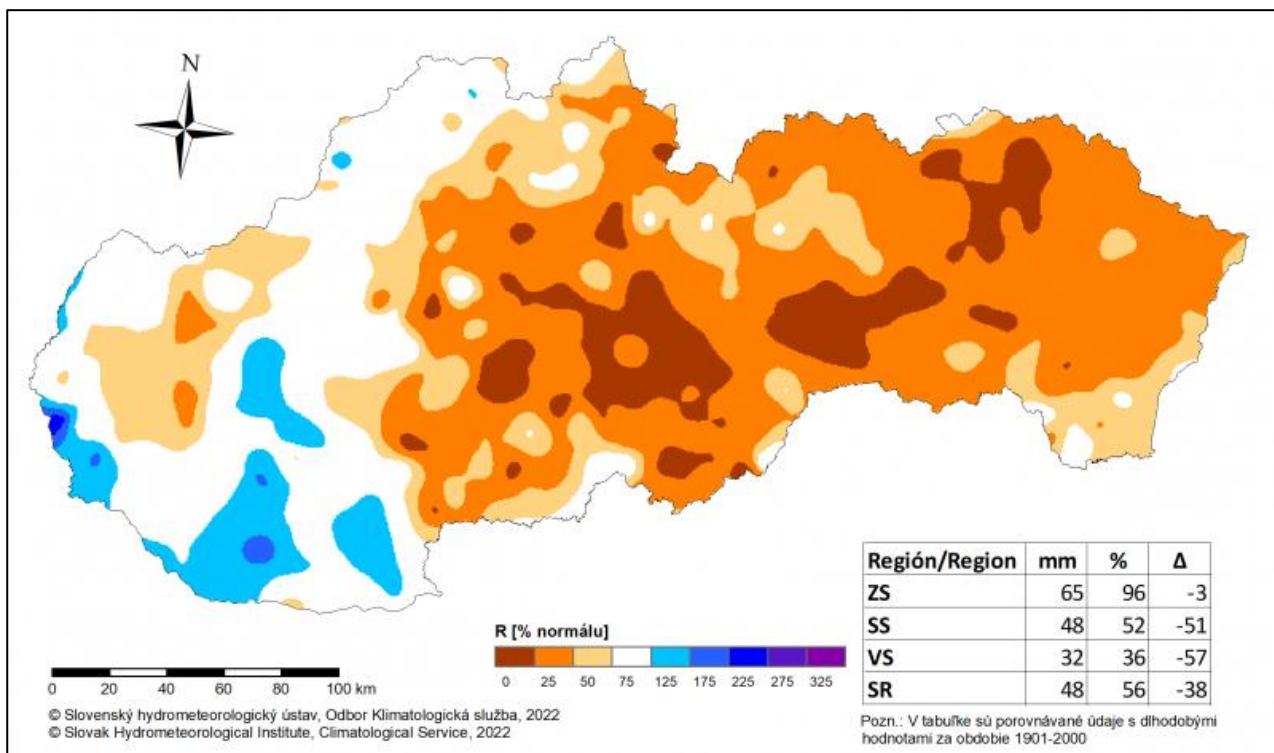 N
Región/Region mm % Δ
ZS 65 96 -3
SS 48 52 -51
VS 32 36 -57
SR 48 56 -38
R [% normálu]
0 25 50 75 125 175 225 275 325
0 20 40 60 80 100 km
© Slovenský hydrometeorologický ústav, Odbor Klimatologická služba, 2022
© Slovak Hydrometeorological Institute, Climatological Service, 2022
Pozn.: V tabuľke sú porovnávané údaje s dlhodobými
hodnotami za obdobie 1901-2000